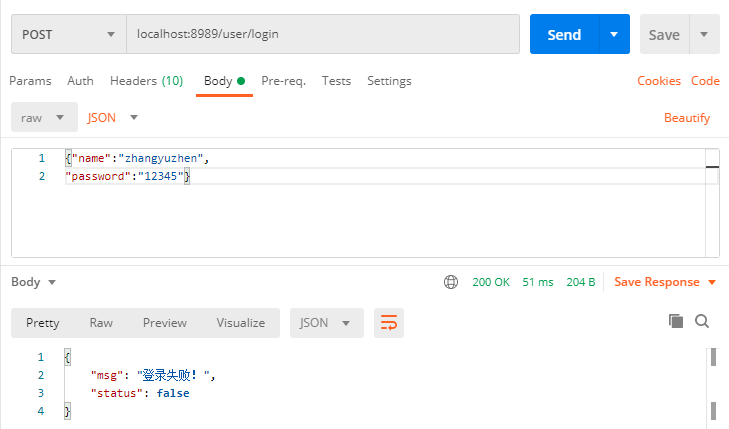 POST localhost:8989/user/login Send Save
Params Auth Headers (10) Body Pre-req. Tests Settings Cookies Code
raw JSON Beautify
1 {"name":"zhangyuzhen",
2 "password":"12345"}
Body 200 OK 51 ms 204 B Save Response
Pretty Raw Preview Visualize JSON
1 {
2 "msg": "登录失败！",
3 "status": false
4 }